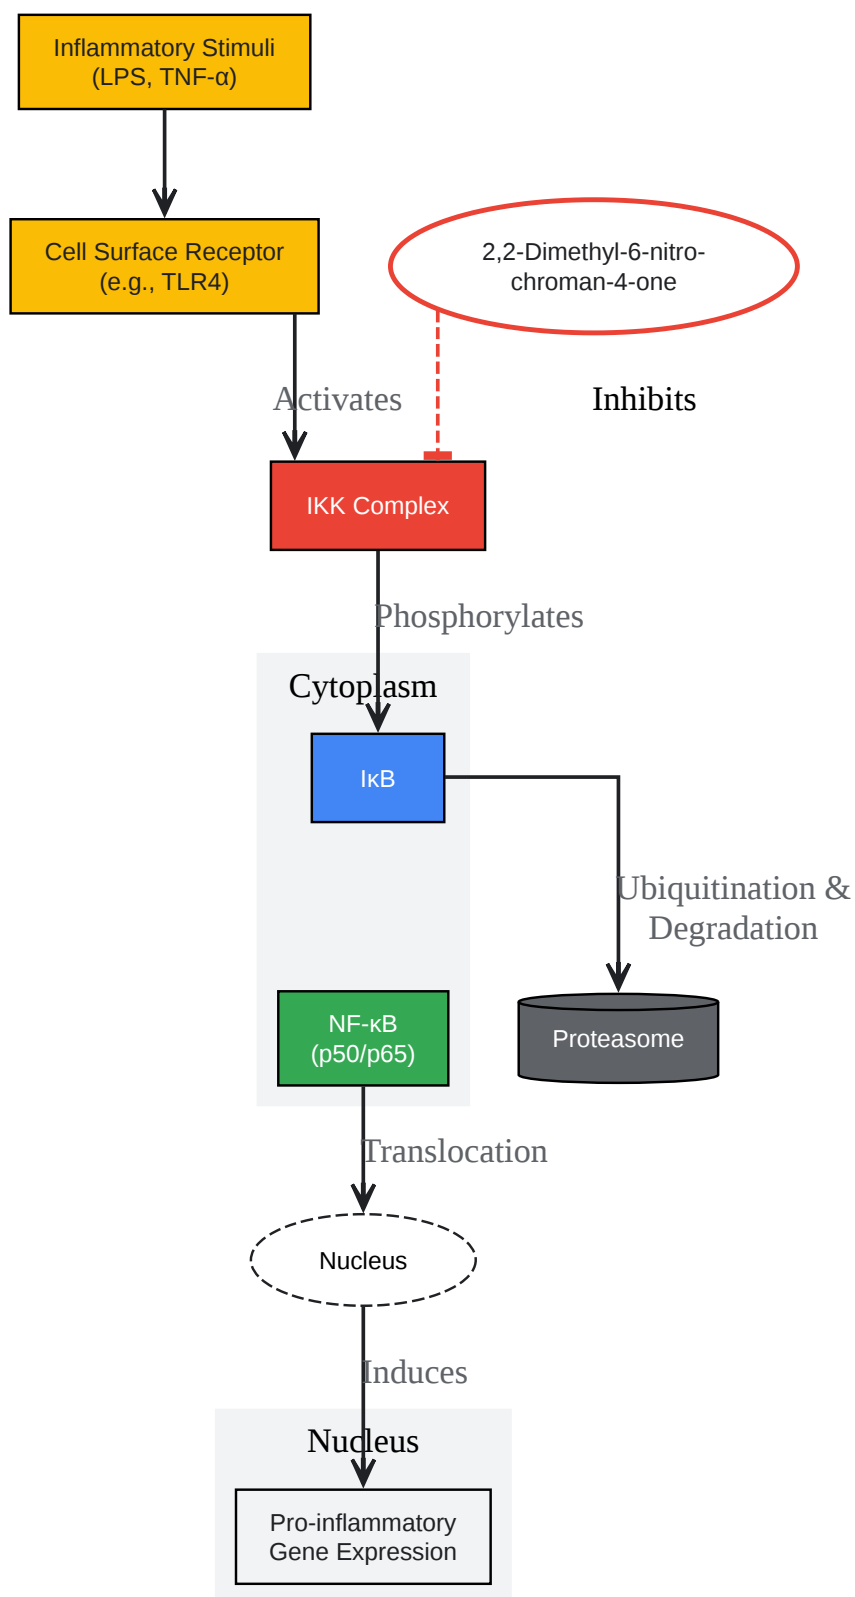 Inflammatory Stimuli
(LPS, TNF-α)
Cell Surface Receptor
(e.g., TLR4)
2,2-Dimethyl-6-nitro-
chroman-4-one
Activates
Inhibits
IKK Complex
Phosphorylates
Cytoplasm
IκB
Ubiquitination &
Degradation
NF-κB
(p50/p65)
Proteasome
Translocation
Nucleus
Induces
Nucleus
Pro-inflammatory
Gene Expression